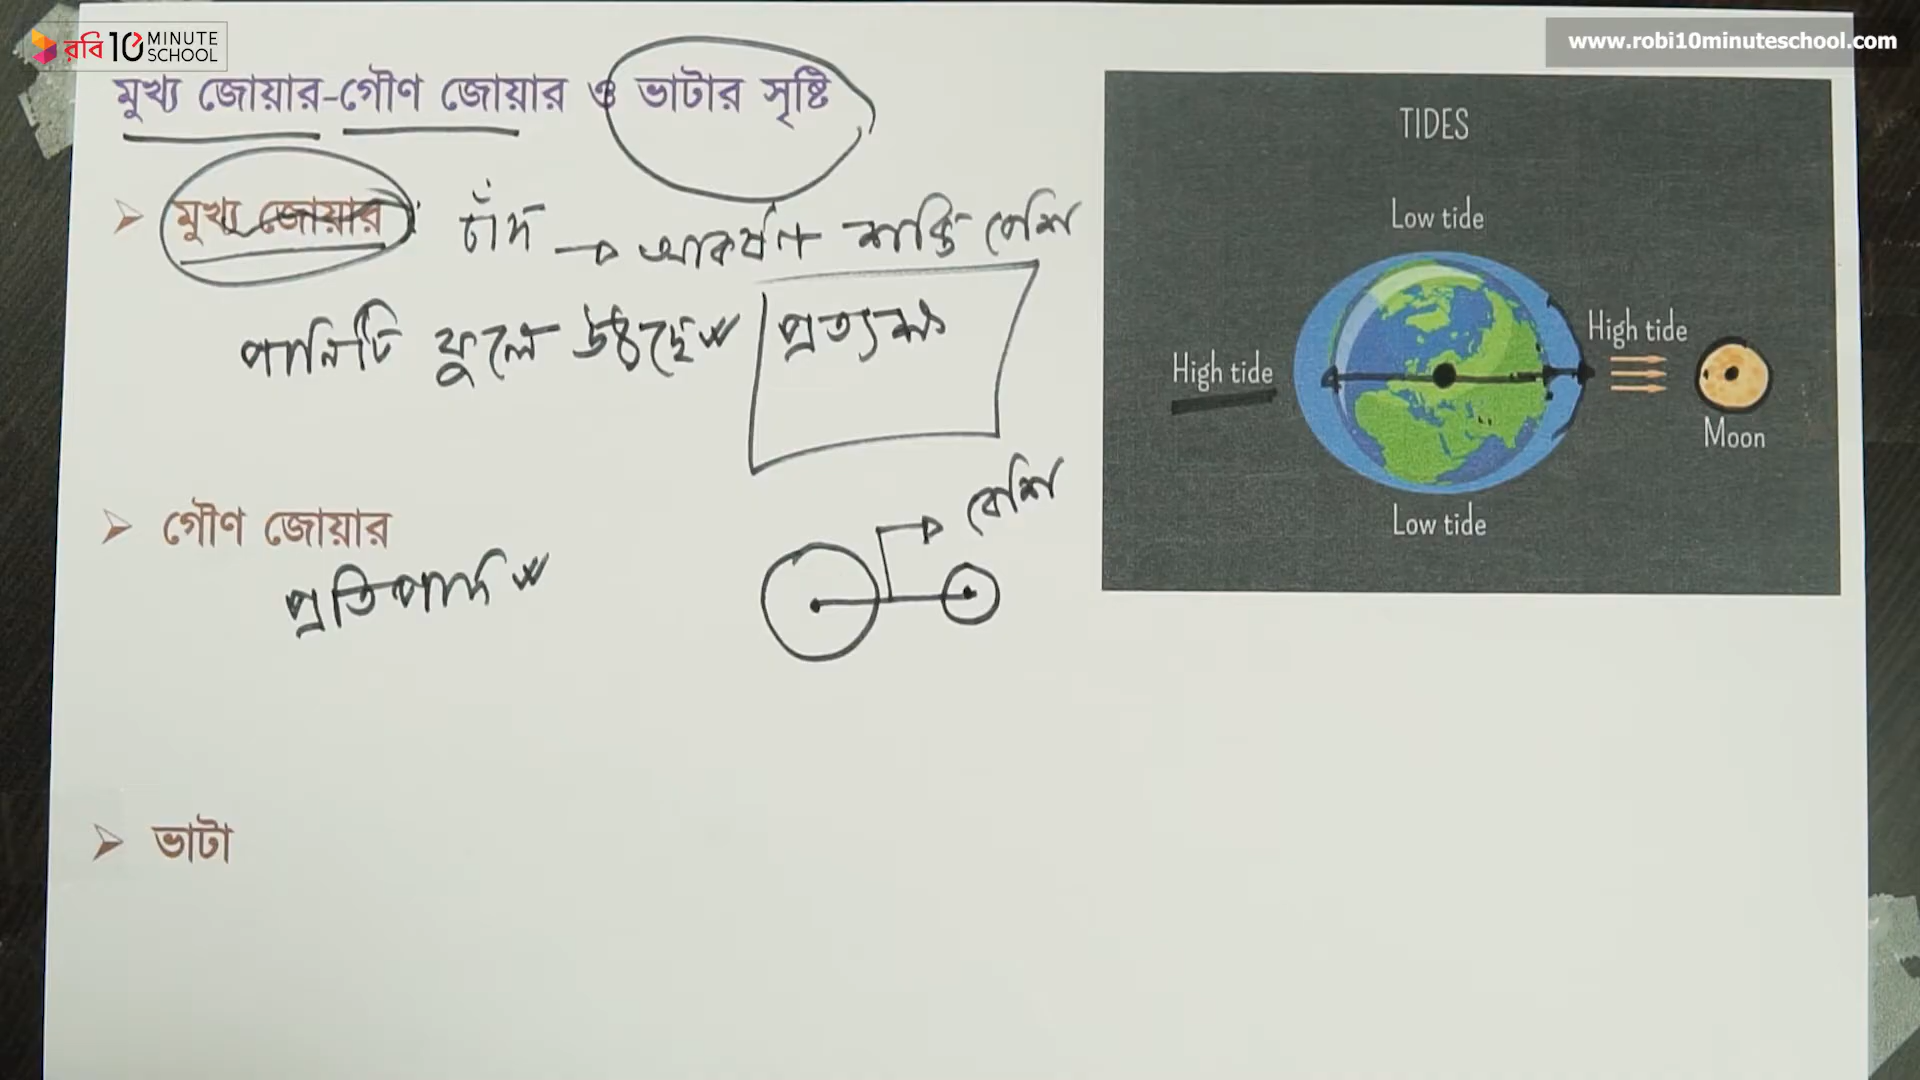 রবি 10 MINUTE SCHOOL
www.robi10minuteschool.com
মুখ্য জোয়ার-গৌণ জোয়ার ও ভাটার সৃষ্টি
মুখ্য জোয়ার: চাঁদ → আকর্ষণ শক্তি বেশি
পানিটি ফুলে উঠছে প্রত্যক্ষ
গৌণ জোয়ার
প্রতিপাদ
বেশি
ভাটা
TIDES
Low tide
High tide
High tide
Moon
Low tide